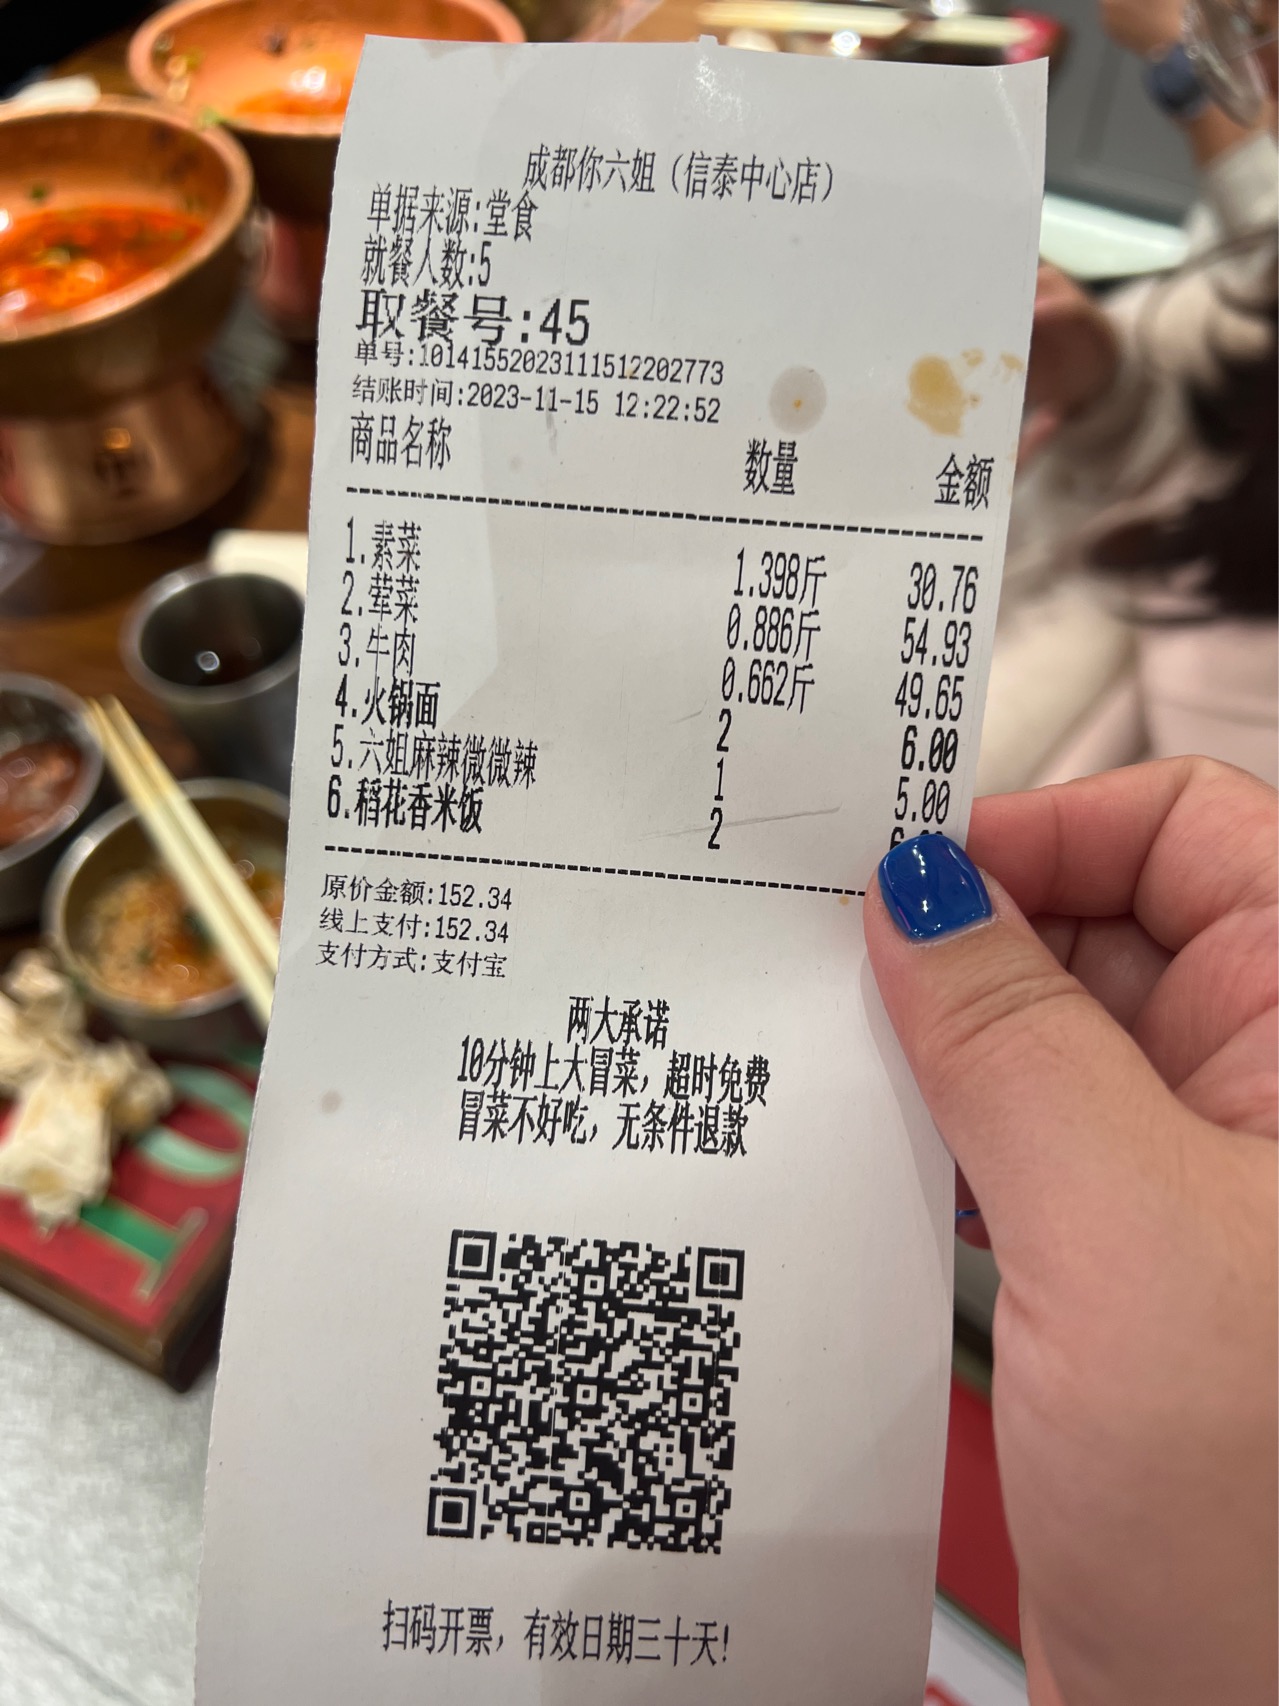 成都你六姐（信泰中心店）
单据来源:堂食
就餐人数:5
取餐号:45
单号:10141552023111512202773
结账时间:2023-11-15 12:22:52
商品名称 数量 金额
1.素菜 1.398斤 30.76
2.荤菜 0.886斤 54.93
3.牛肉 0.662斤 49.65
4.火锅面 2 6.00
5.六姐麻辣微微辣 1 5.00
6.稻花香米饭 2
原价金额:152.34
线上支付:152.34
支付方式:支付宝
两大承诺
10分钟上大冒菜，超时免费
冒菜不好吃，无条件退款
扫码开票，有效日期三十天!